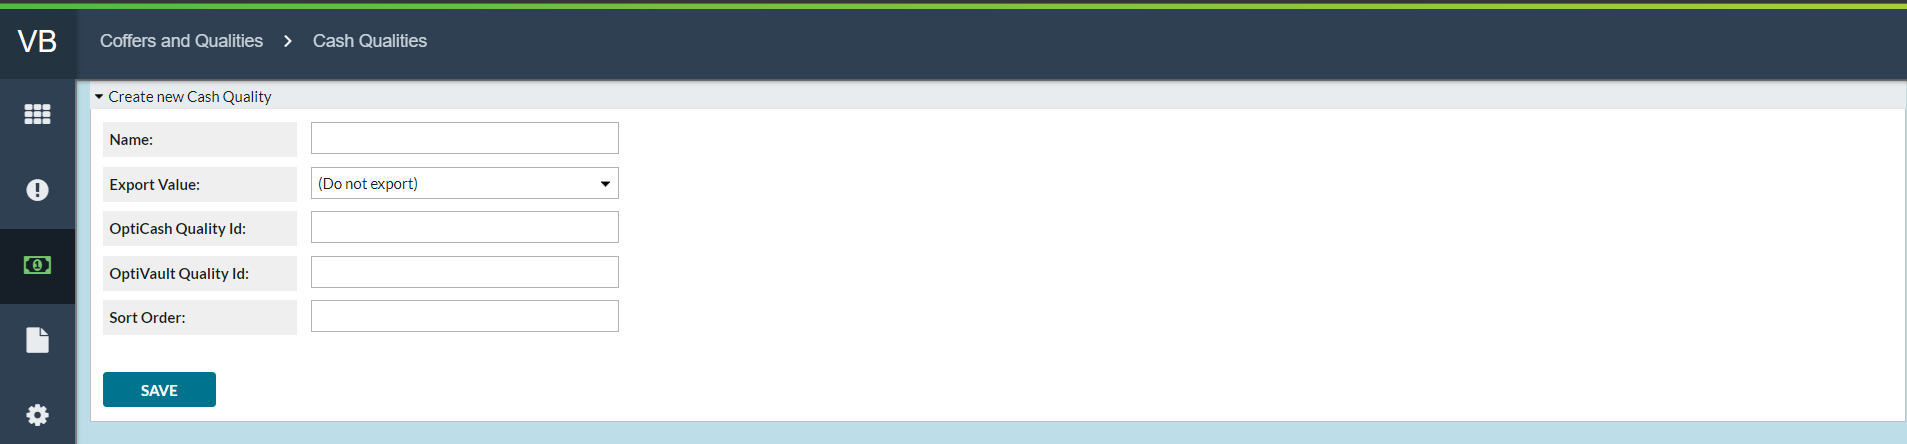 VB
Coffers and Qualities > Cash Qualities
Create new Cash Quality
Name:
Export Value: (Do not export)
OptiCash Quality Id:
OptiVault Quality Id:
Sort Order:
SAVE